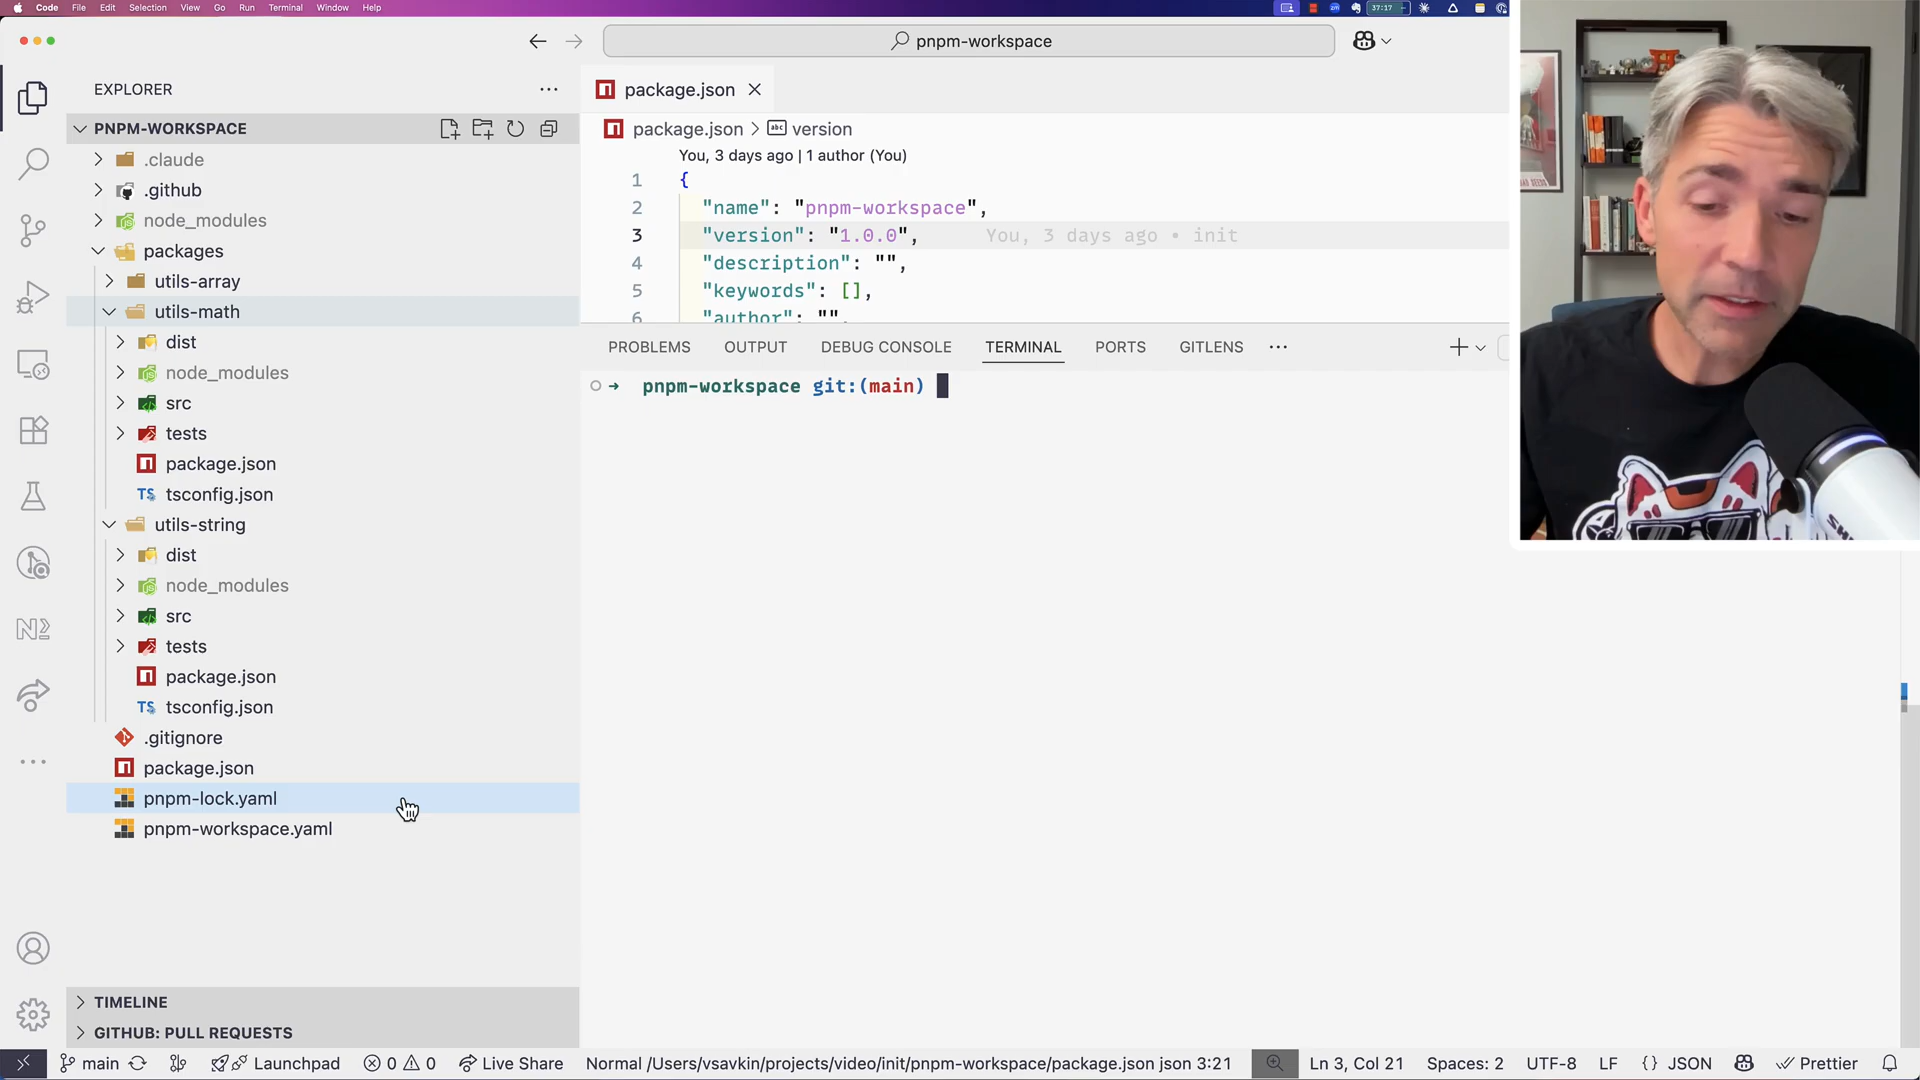 Code File Edit Selection View Go Run Terminal Window Help 37:17
pnpm-workspace
EXPLORER
PNPM-WORKSPACE
.claude
.github
node_modules
packages
utils-array
utils-math
dist
node_modules
src
tests
package.json
TS tsconfig.json
utils-string
dist
node_modules
src
tests
package.json
TS tsconfig.json
.gitignore
package.json
pnpm-lock.yaml
pnpm-workspace.yaml
TIMELINE
GITHUB: PULL REQUESTS
package.json
package.json > version
You, 3 days ago | 1 author (You)
1 {
2 "name": "pnpm-workspace",
3 "version": "1.0.0", You, 3 days ago • init
4 "description": "",
5 "keywords": [],
6 "author": "",
PROBLEMS OUTPUT DEBUG CONSOLE TERMINAL PORTS GITLENS
→ pnpm-workspace git:(main)
main Launchpad 0 0 Live Share Normal /Users/vsavkin/projects/video/init/pnpm-workspace/package.json json 3:21 Ln 3, Col 21 Spaces: 2 UTF-8 LF {} JSON Prettier